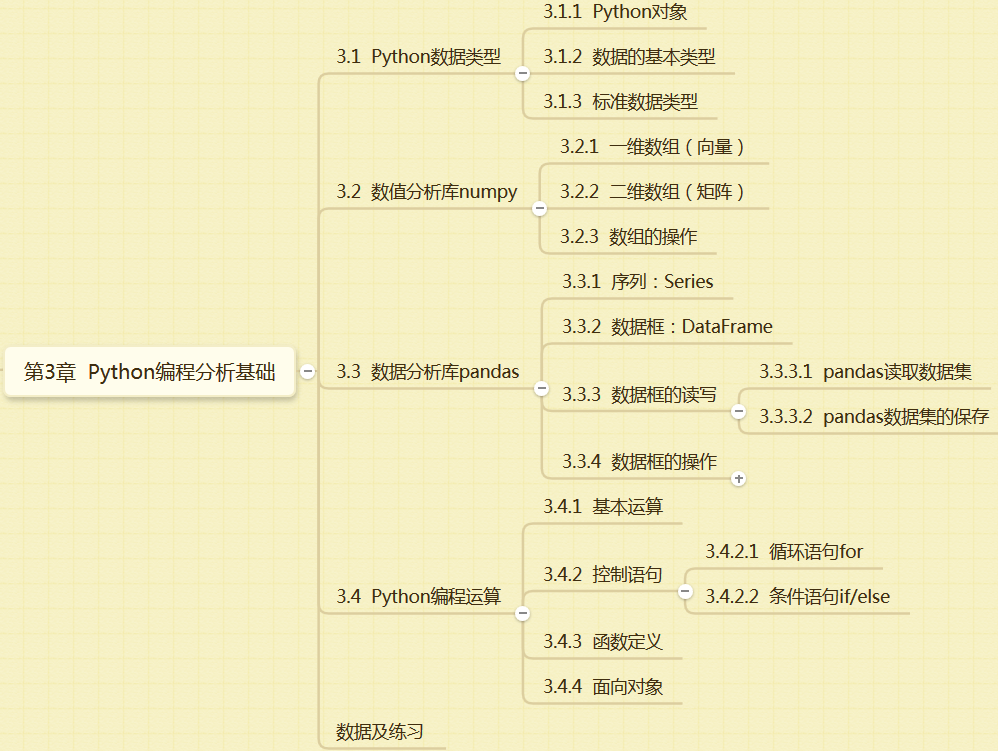 第3章 Python编程分析基础
3.1 Python数据类型
3.1.1 Python对象
3.1.2 数据的基本类型
3.1.3 标准数据类型
3.2 数值分析库numpy
3.2.1 一维数组（向量）
3.2.2 二维数组（矩阵）
3.2.3 数组的操作
3.3 数据分析库pandas
3.3.1 序列：Series
3.3.2 数据框：DataFrame
3.3.3 数据框的读写
3.3.3.1 pandas读取数据集
3.3.3.2 pandas数据集的保存
3.3.4 数据框的操作
3.4 Python编程运算
3.4.1 基本运算
3.4.2 控制语句
3.4.2.1 循环语句for
3.4.2.2 条件语句if/else
3.4.3 函数定义
3.4.4 面向对象
数据及练习